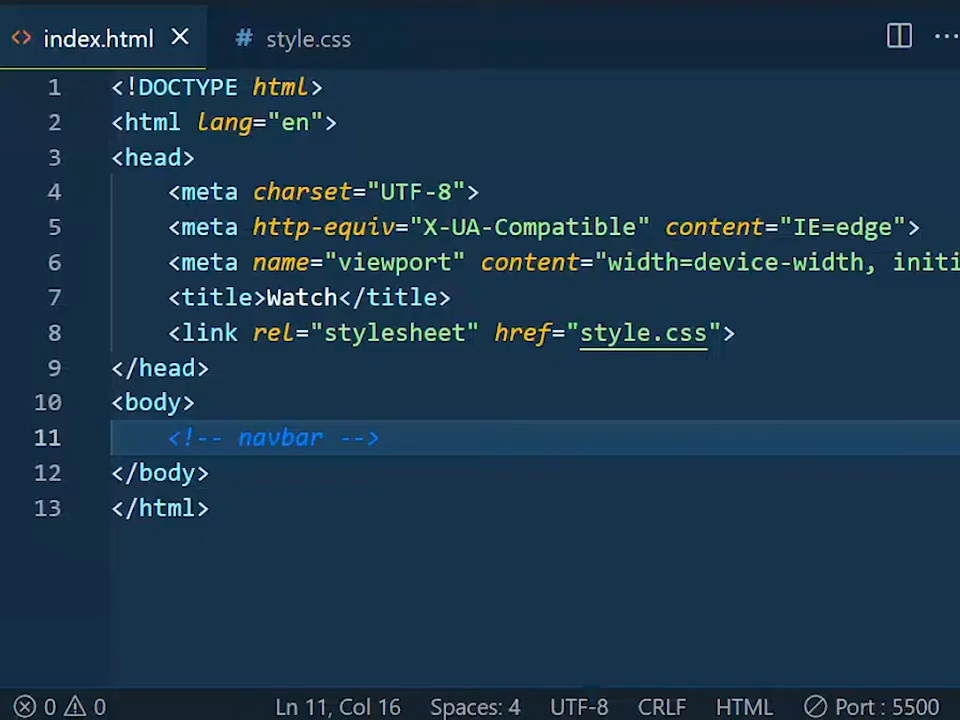 <> index.html × # style.css ...
1 <!DOCTYPE html>
2 <html lang="en">
3 <head>
4 <meta charset="UTF-8">
5 <meta http-equiv="X-UA-Compatible" content="IE=edge">
6 <meta name="viewport" content="width=device-width, initi
7 <title>Watch</title>
8 <link rel="stylesheet" href="style.css">
9 </head>
10 <body>
11 <!-- navbar -->
12 </body>
13 </html>
0 0 Ln 11, Col 16 Spaces: 4 UTF-8 CRLF HTML Port : 5500